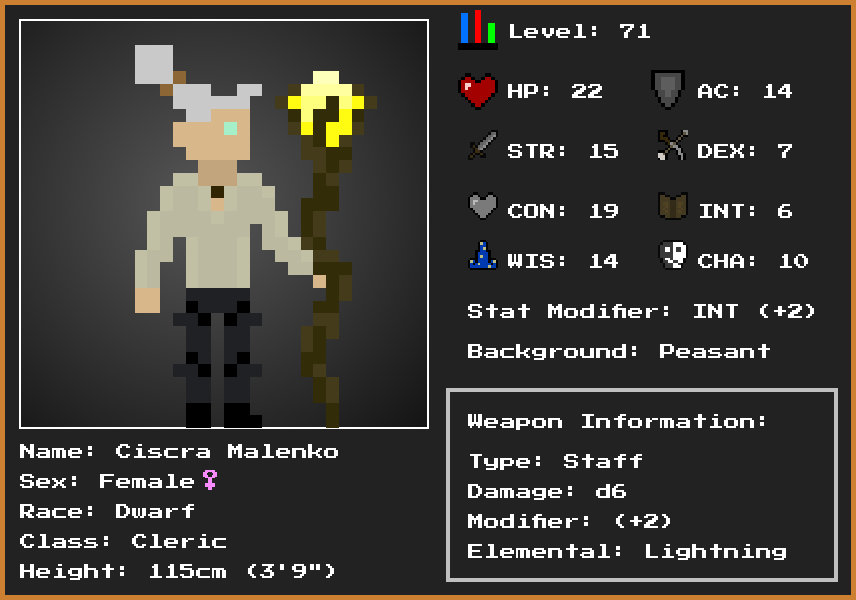 Level: 71
HP: 22 AC: 14
STR: 15 DEX: 7
CON: 19 INT: 6
WIS: 14 CHA: 10
Stat Modifier: INT (+2)
Background: Peasant
Weapon Information:
Type: Staff
Damage: d6
Modifier: (+2)
Elemental: Lightning
Name: Ciscra Malenko
Sex: Female♀
Race: Dwarf
Class: Cleric
Height: 115cm (3'9")